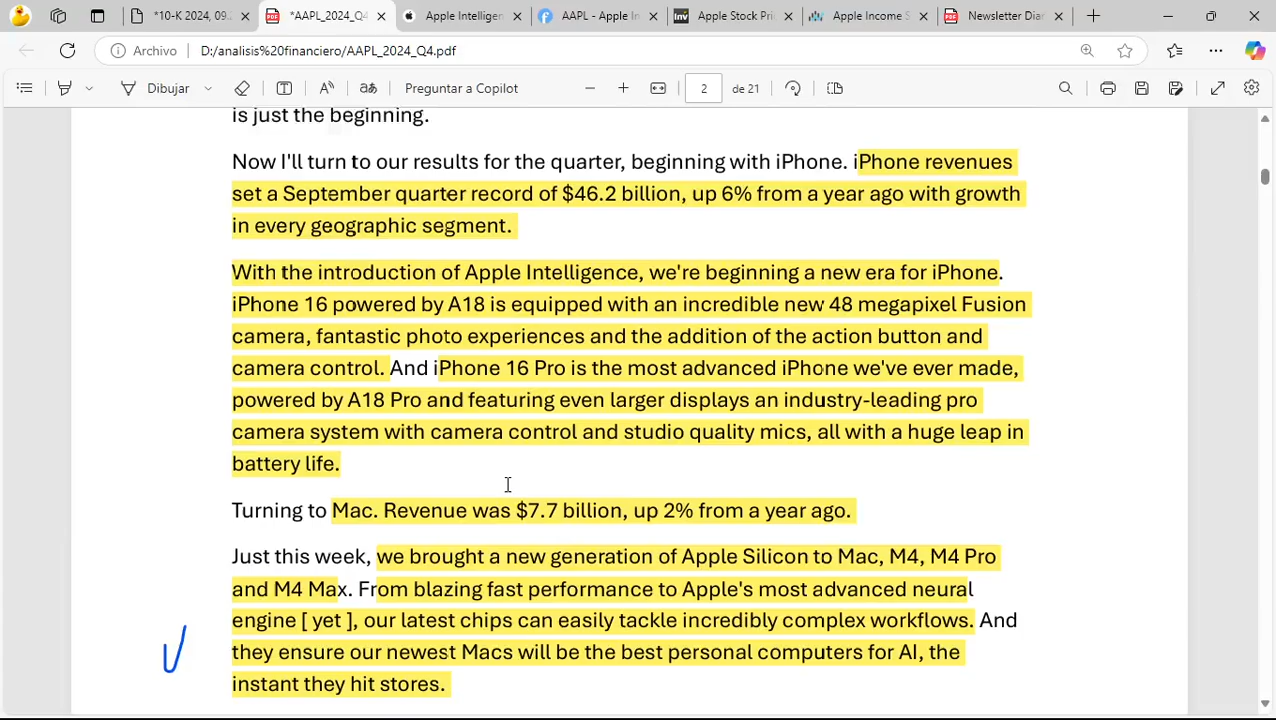 *10-K 2024, 09.2
*AAPL_2024_Q4
Apple Intelligen
AAPL - Apple In
Apple Stock Pri
Apple Income S
Newsletter Diar
Archivo
D:/analisis%20financiero/AAPL_2024_Q4.pdf
Dibujar
Preguntar a Copilot
2
de 21
is just the beginning.
Now I'll turn to our results for the quarter, beginning with iPhone. iPhone revenues
set a September quarter record of $46.2 billion, up 6% from a year ago with growth
in every geographic segment.
With the introduction of Apple Intelligence, we're beginning a new era for iPhone.
iPhone 16 powered by A18 is equipped with an incredible new 48 megapixel Fusion
camera, fantastic photo experiences and the addition of the action button and
camera control. And iPhone 16 Pro is the most advanced iPhone we've ever made,
powered by A18 Pro and featuring even larger displays an industry-leading pro
camera system with camera control and studio quality mics, all with a huge leap in
battery life.
Turning to Mac. Revenue was $7.7 billion, up 2% from a year ago.
Just this week, we brought a new generation of Apple Silicon to Mac, M4, M4 Pro
and M4 Max. From blazing fast performance to Apple's most advanced neural
engine [ yet ], our latest chips can easily tackle incredibly complex workflows. And
they ensure our newest Macs will be the best personal computers for AI, the
instant they hit stores.